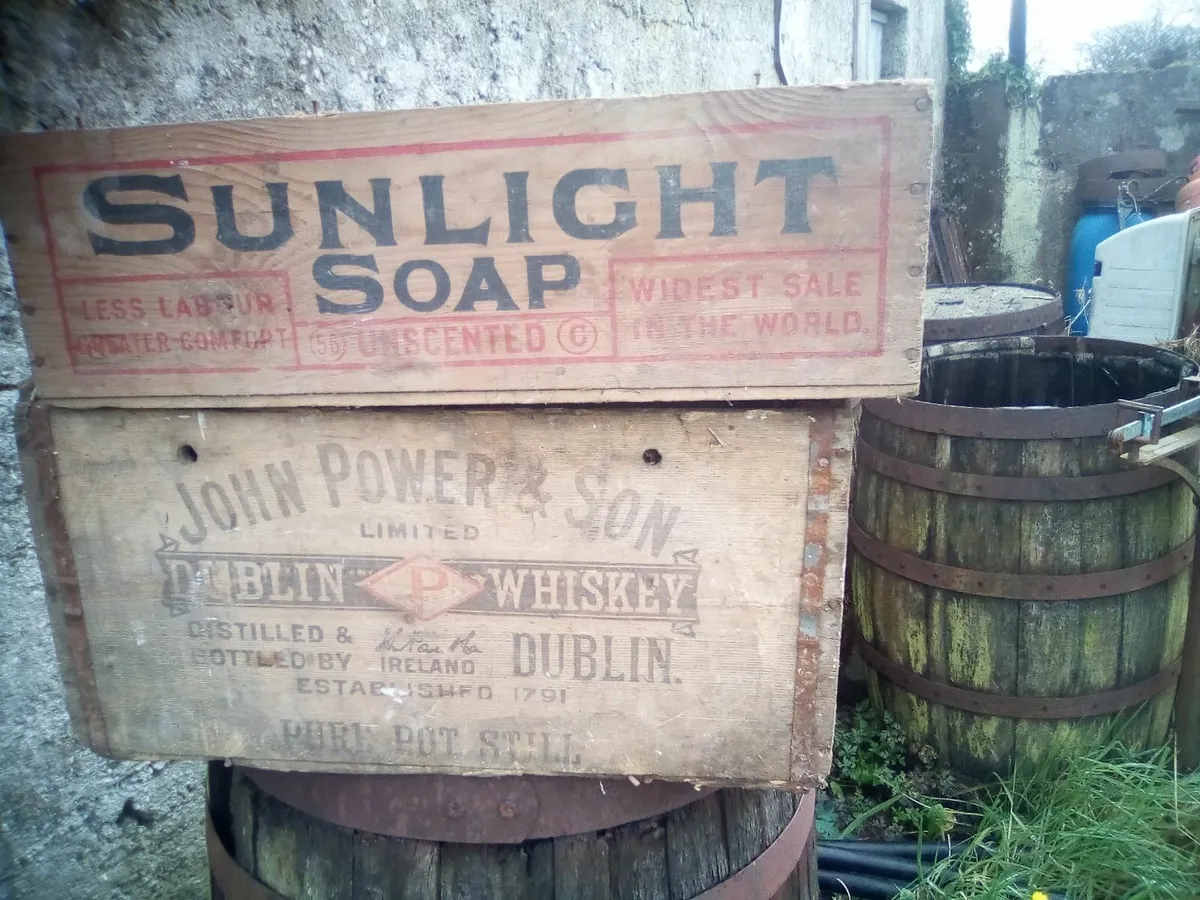 SUNLIGHT
SOAP
LESS LABOUR
GREATER COMFORT
(56) UNSCENTED C
WIDEST SALE
IN THE WORLD.
JOHN POWER & SON
LIMITED
DUBLIN P WHISKEY
DISTILLED &
BOTTLED BY
IRELAND
DUBLIN.
ESTABLISHED 1791
PURE POT STILL